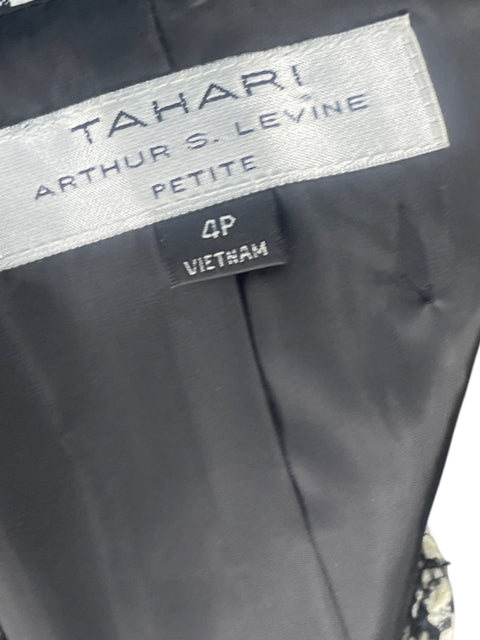 TAHARI
ARTHUR S. LEVINE
PETITE
4P
VIETNAM